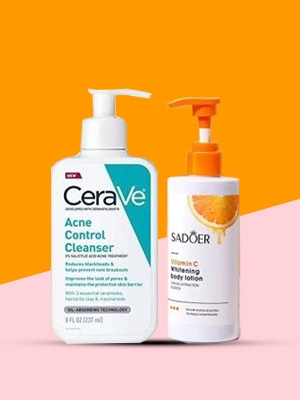 NEW
CeraVe
DEVELOPED WITH DERMATOLOGISTS
Acne
Control
Cleanser
2% SALICYLIC ACID ACNE TREATMENT
Reduces blackheads &
helps prevent new breakouts
Improves the look of pores &
maintains the protective skin barrier
With 3 essential ceramides,
hectorite clay & niacinamide
OIL-ABSORBING TECHNOLOGY
8 FL OZ (237 ml)
SADOER
Vitamin C
Whitening
body lotion